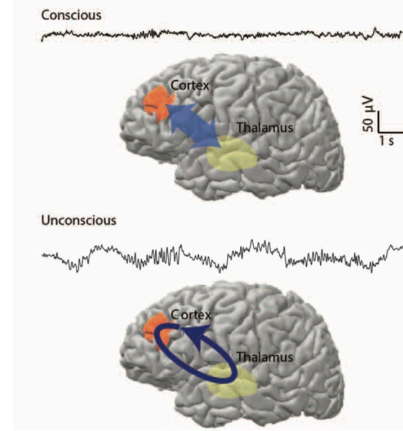 Conscious
Cortex
Thalamus
50 µV
1 s
Unconscious
Cortex
Thalamus